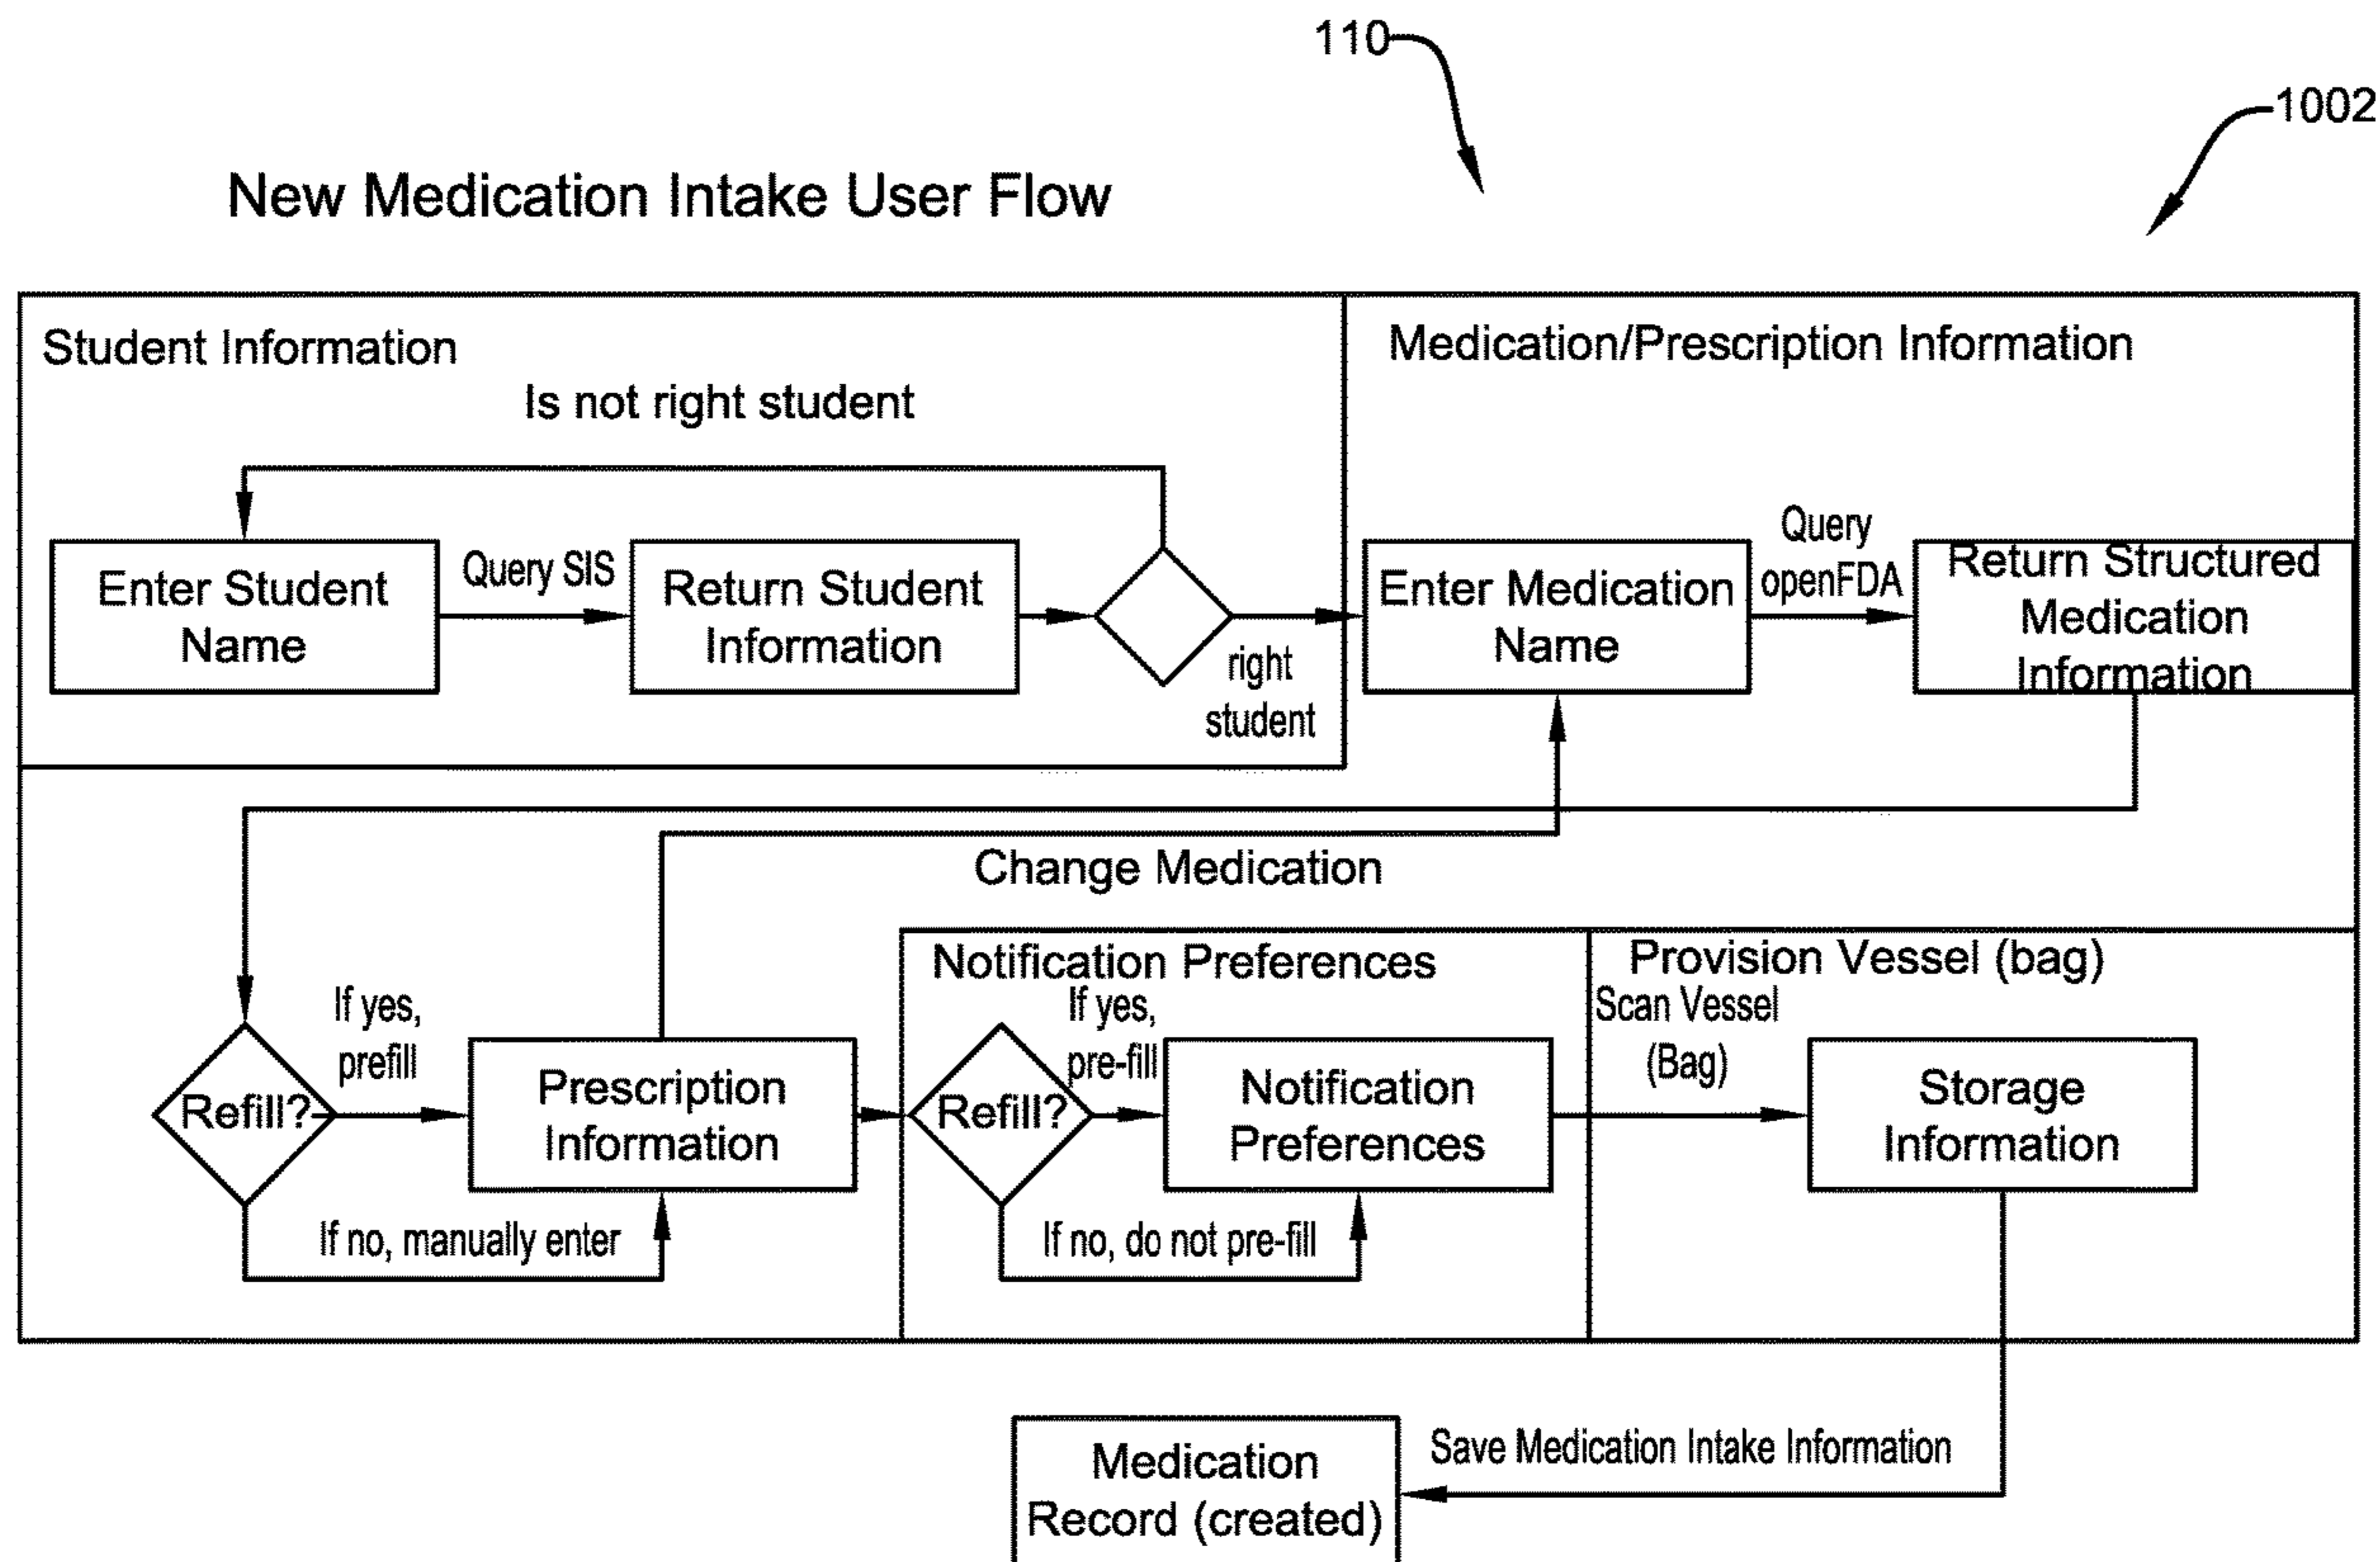 110
1002
New Medication Intake User Flow
Student Information
Medication/Prescription Information
Is not right student
Enter Student
Name
Query SIS
Return Student
Information
right
student
Enter Medication
Name
Query
openFDA
Return Structured
Medication
Information
Change Medication
Refill?
If yes,
prefill
If no, manually enter
Prescription
Information
Notification Preferences
Refill?
If yes,
pre-fill
If no, do not pre-fill
Notification
Preferences
Provision Vessel (bag)
Scan Vessel
(Bag)
Storage
Information
Save Medication Intake Information
Medication
Record (created)